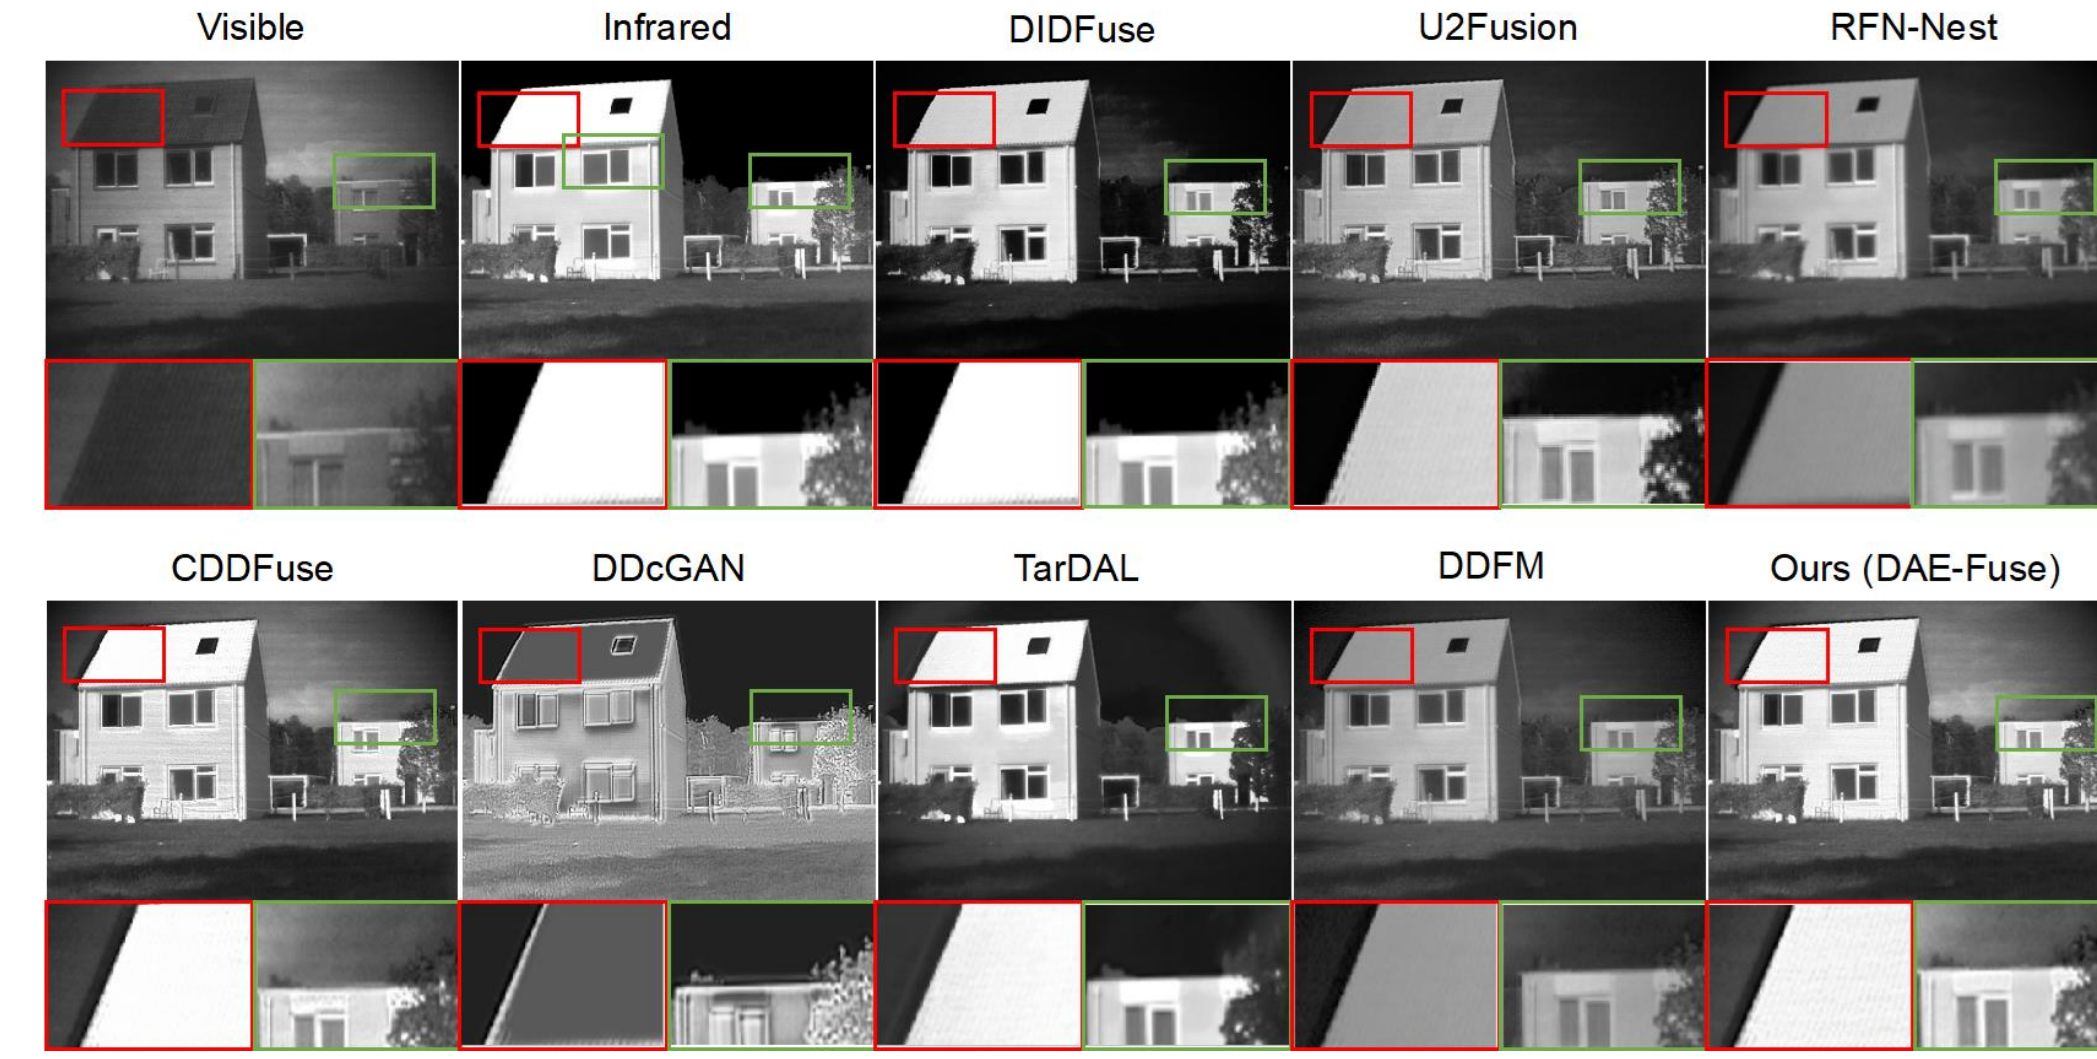 Visible
Infrared
DIDFuse
U2Fusion
RFN-Nest
CDDFuse
DDcGAN
TarDAL
DDFM
Ours (DAE-Fuse)